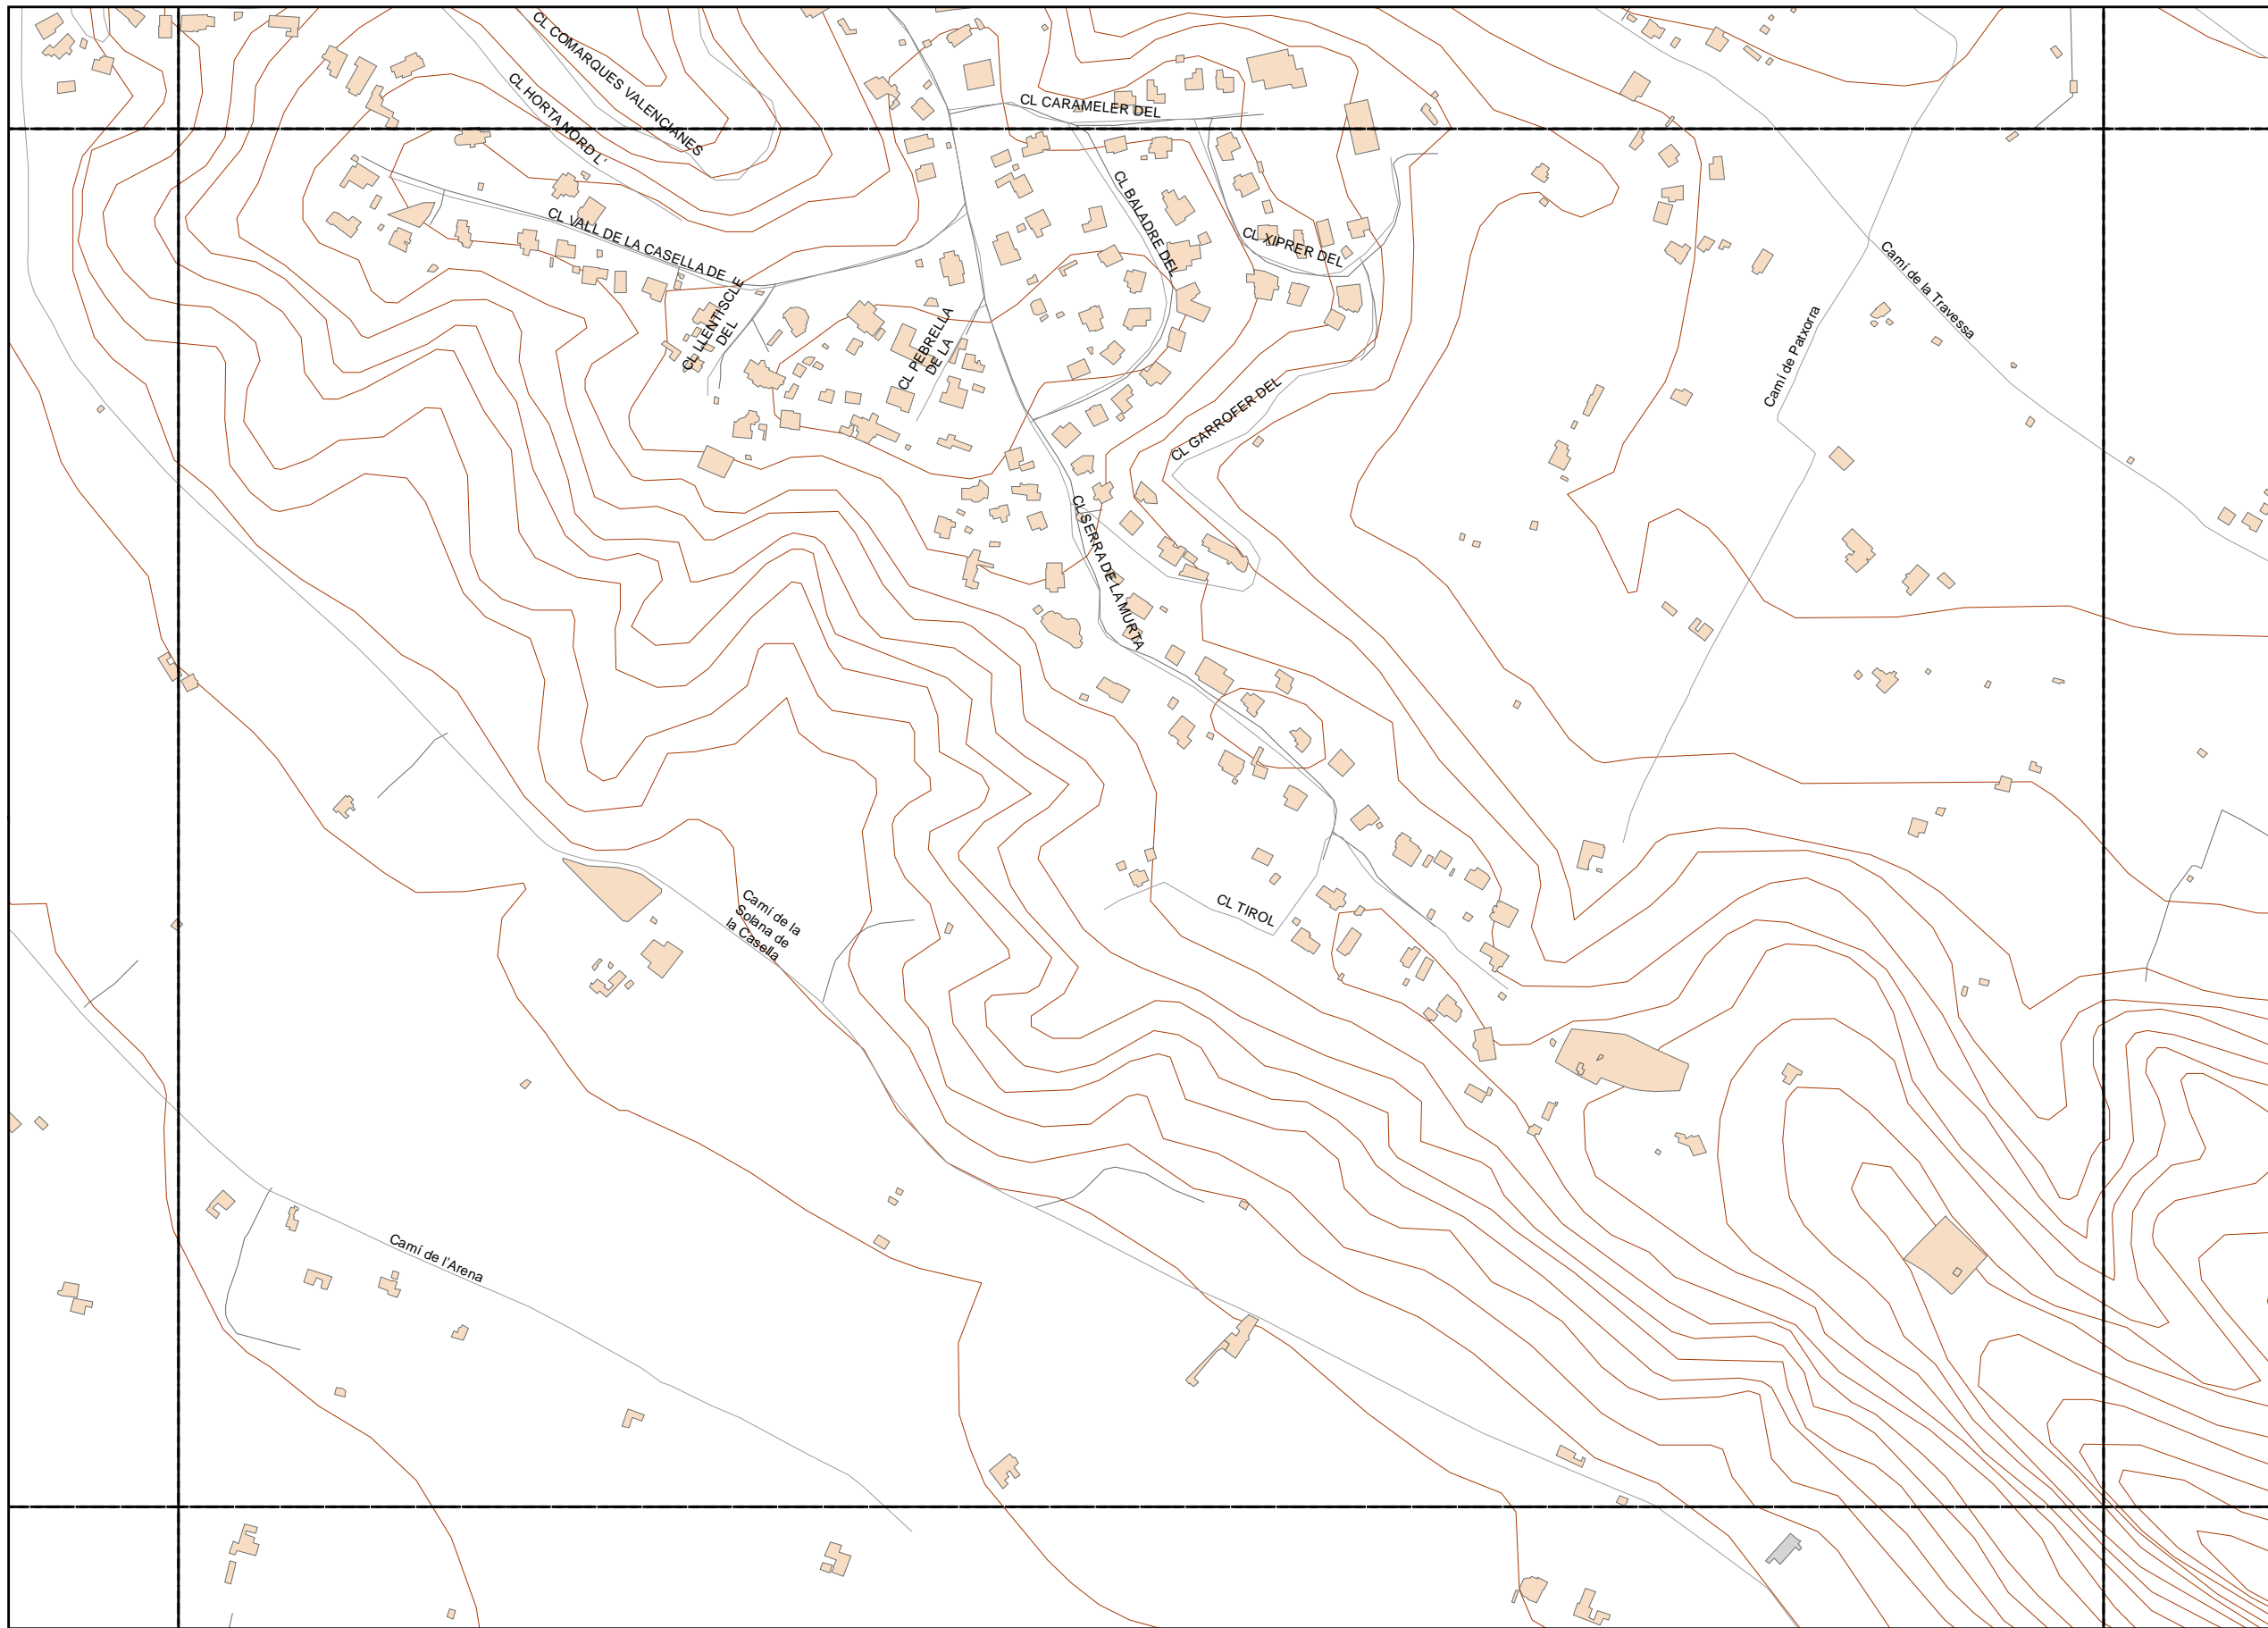 CL COMARQUES VALENCIANES
CL HORTA NORD L'
CL CARAMELER DEL
CL BALADRE DEL
CL VALL DE LA CASELLA DE L'E
CL XIPRER DEL
Camí de la Travessa
CL LLENTISCLE
DEL
CL PEBRELLA
DE LA
Camí de Patxorra
CL GARROFER DEL
CL SERRA DE LA MURTA
Camí de la
Solana de
la Casella
CL TIROL
Camí de l'Arena